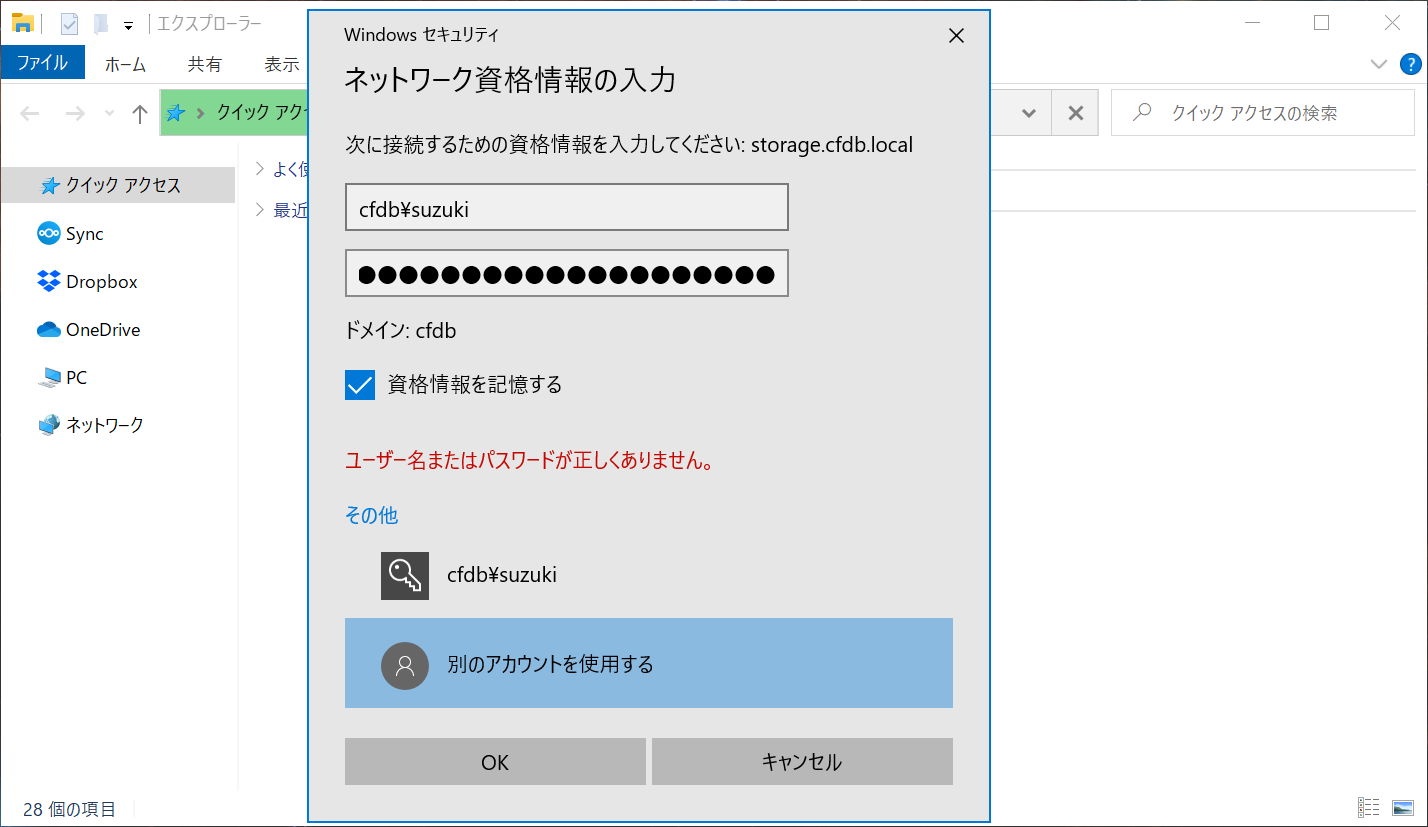 エクスプローラー
ファイル
ホーム
共有
表示
?
クイック アクセスの検索
クイック アクセス
Sync
Dropbox
OneDrive
PC
ネットワーク
28 個の項目
Windows セキュリティ
ネットワーク資格情報の入力
次に接続するための資格情報を入力してください: storage.cfdb.local
cfdb¥suzuki
●●●●●●●●●●●●●●●●●●●●
ドメイン: cfdb
資格情報を記憶する
ユーザー名またはパスワードが正しくありません。
その他
cfdb¥suzuki
別のアカウントを使用する
OK
キャンセル
クイック アク
よく
最近